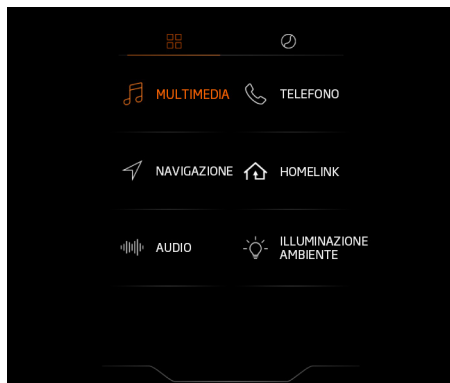 MULTIMEDIA
TELEFONO
NAVIGAZIONE
HOMELINK
AUDIO
ILLUMINAZIONE
AMBIENTE